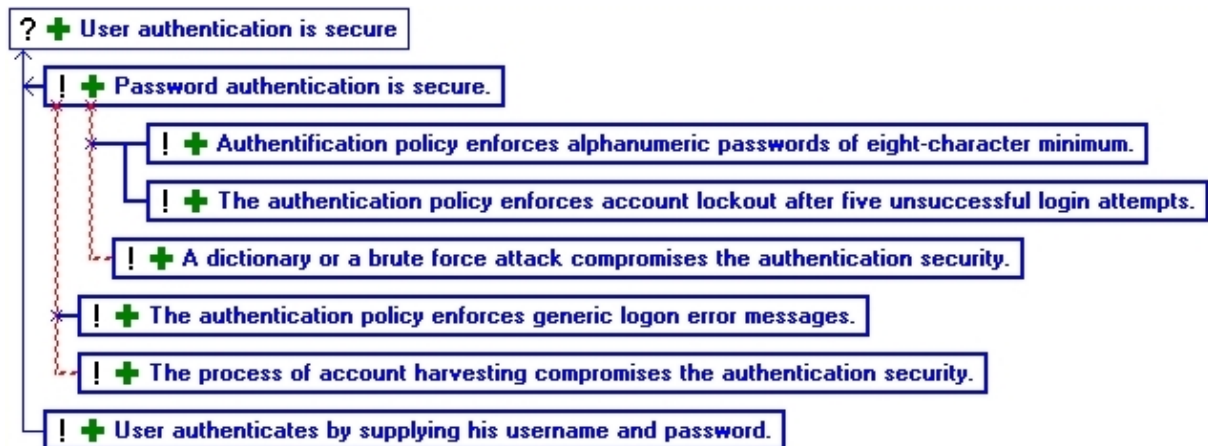 ? User authentication is secure
! Password authentication is secure.
! Authentification policy enforces alphanumeric passwords of eight-character minimum.
! The authentication policy enforces account lockout after five unsuccessful login attempts.
! A dictionary or a brute force attack compromises the authentication security.
! The authentication policy enforces generic logon error messages.
! The process of account harvesting compromises the authentication security.
! User authenticates by supplying his username and password.